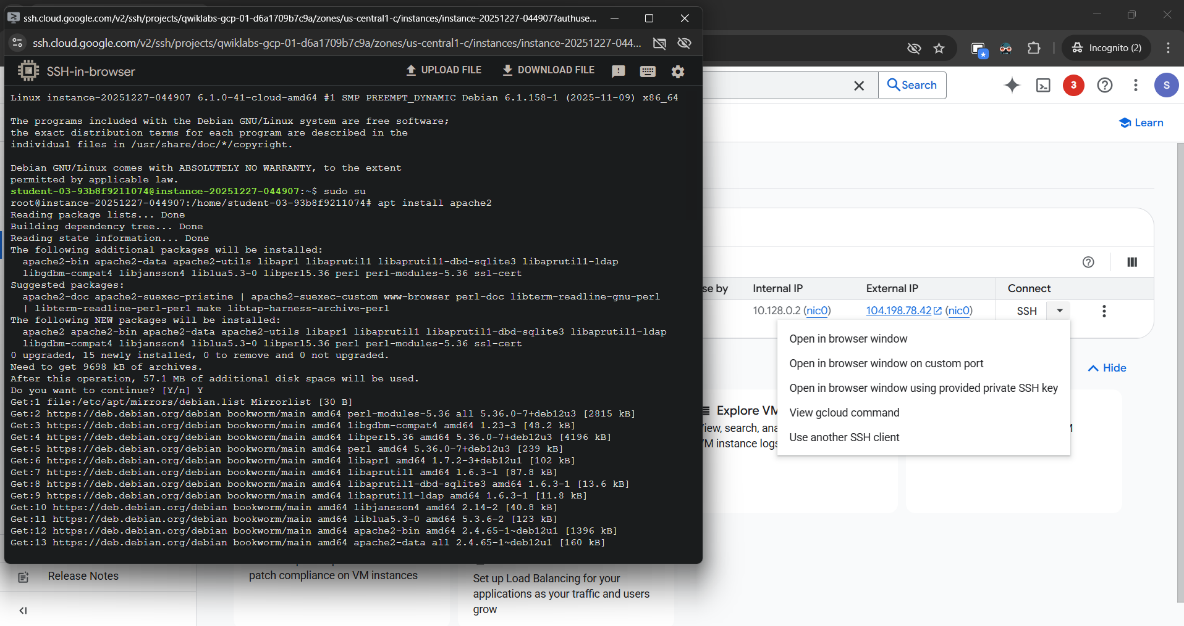 ssh.cloud.google.com/v2/ssh/projects/qwiklabs-gcp-01-d6a1709b7c9a/zones/us-central1-c/instances/instance-20251227-044907?authuse...
ssh.cloud.google.com/v2/ssh/projects/qwiklabs-gcp-01-d6a1709b7c9a/zones/us-central1-c/instances/instance-20251227-044...
SSH-in-browser
UPLOAD FILE
DOWNLOAD FILE
Linux instance-20251227-044907 6.1.0-41-cloud-amd64 #1 SMP PREEMPT_DYNAMIC Debian 6.1.158-1 (2025-11-09) x86_64
The programs included with the Debian GNU/Linux system are free software;
the exact distribution terms for each program are described in the
individual files in /usr/share/doc/*/copyright.
Debian GNU/Linux comes with ABSOLUTELY NO WARRANTY, to the extent
permitted by applicable law.
student-03-93b8f9211074@instance-20251227-044907:~$ sudo su
root@instance-20251227-044907:/home/student-03-93b8f9211074# apt install apache2
Reading package lists... Done
Building dependency tree... Done
Reading state information... Done
The following additional packages will be installed:
apache2-bin apache2-data apache2-utils libapr1 libaprutil1 libaprutil1-dbd-sqlite3 libaprutil1-ldap
libgdbm-compat4 libjansson4 liblua5.3-0 libperl5.36 perl perl-modules-5.36 ssl-cert
Suggested packages:
apache2-doc apache2-suexec-pristine | apache2-suexec-custom www-browser perl-doc libterm-readline-gnu-perl
| libterm-readline-perl-perl make libtap-harness-archive-perl
The following NEW packages will be installed:
apache2 apache2-bin apache2-data apache2-utils libapr1 libaprutil1 libaprutil1-dbd-sqlite3 libaprutil1-ldap
libgdbm-compat4 libjansson4 liblua5.3-0 libperl5.36 perl perl-modules-5.36 ssl-cert
0 upgraded, 15 newly installed, 0 to remove and 0 not upgraded.
Need to get 9698 kB of archives.
After this operation, 57.1 MB of additional disk space will be used.
Do you want to continue? [Y/n] Y
Get:1 file:/etc/apt/mirrors/debian.list Mirrorlist [30 B]
Get:2 https://deb.debian.org/debian bookworm/main amd64 perl-modules-5.36 all 5.36.0-7+deb12u3 [2815 kB]
Get:3 https://deb.debian.org/debian bookworm/main amd64 libgdbm-compat4 amd64 1.23-3 [48.2 kB]
Get:4 https://deb.debian.org/debian bookworm/main amd64 libperl5.36 amd64 5.36.0-7+deb12u3 [4196 kB]
Get:5 https://deb.debian.org/debian bookworm/main amd64 perl amd64 5.36.0-7+deb12u3 [239 kB]
Get:6 https://deb.debian.org/debian bookworm/main amd64 libapr1 amd64 1.7.2-3+deb12u1 [102 kB]
Get:7 https://deb.debian.org/debian bookworm/main amd64 libaprutil1 amd64 1.6.3-1 [87.8 kB]
Get:8 https://deb.debian.org/debian bookworm/main amd64 libaprutil1-dbd-sqlite3 amd64 1.6.3-1 [13.6 kB]
Get:9 https://deb.debian.org/debian bookworm/main amd64 libaprutil1-ldap amd64 1.6.3-1 [11.8 kB]
Get:10 https://deb.debian.org/debian bookworm/main amd64 libjansson4 amd64 2.14-2 [40.8 kB]
Get:11 https://deb.debian.org/debian bookworm/main amd64 liblua5.3-0 amd64 5.3.6-2 [123 kB]
Get:12 https://deb.debian.org/debian bookworm/main amd64 apache2-bin amd64 2.4.65-1~deb12u1 [1396 kB]
Get:13 https://deb.debian.org/debian bookworm/main amd64 apache2-data all 2.4.65-1~deb12u1 [160 kB]
Incognito (2)
Search
3
S
Learn
se by
Internal IP
External IP
Connect
10.128.0.2 (nic0)
104.198.78.42 (nic0)
SSH
Open in browser window
Open in browser window on custom port
Open in browser window using provided private SSH key
View gcloud command
Use another SSH client
Hide
Explore VM
iew, search, ana
M instance logs
Release Notes
patch compliance on VM instances
Set up Load Balancing for your
applications as your traffic and users
grow